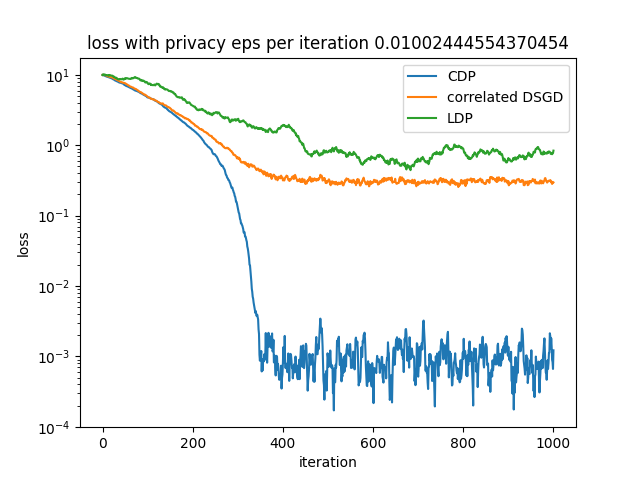 loss with privacy eps per iteration 0.01002444554370454
CDP
correlated DSGD
LDP
loss
10^1
10^0
10^-1
10^-2
10^-3
10^-4
0 200 400 600 800 1000
iteration